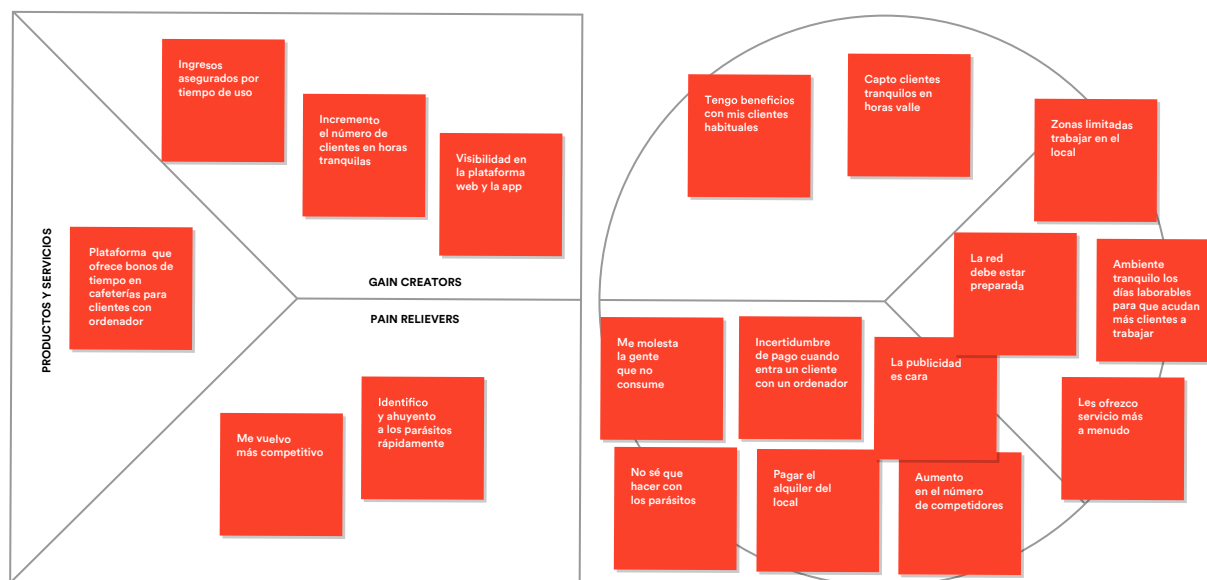 Ingresos
asegurados por
tiempo de uso
Incremento
el número de
clientes en horas
tranquilas
Visibilidad en
la plataforma
web y la app
PRODUCTOS Y SERVICIOS
Plataforma que
ofrece bonos de
tiempo en
cafeterías para
clientes con
ordenador
GAIN CREATORS
PAIN RELIEVERS
Me vuelvo
más competitivo
Identifico
y ahuyento
a los parásitos
rápidamente
Tengo beneficios
con mis clientes
habituales
Capto clientes
tranquilos en
horas valle
Zonas limitadas
trabajar en el
local
La red
debe estar
preparada
Ambiente
tranquilo los
días laborables
para que acudan
más clientes a
trabajar
Me molesta
la gente
que no
consume
Incertidumbre
de pago cuando
entra un cliente
con un ordenador
La publicidad
es cara
Les ofrezco
servicio más
a menudo
No sé que
hacer con
los parásitos
Pagar el
alquiler del
local
Aumento
en el número
de competidores